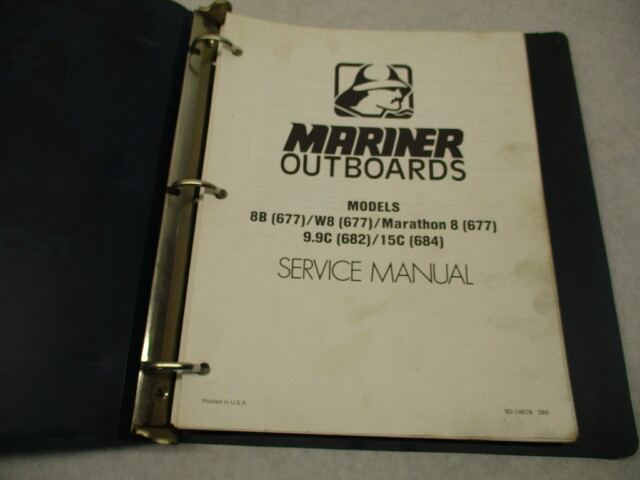 MARINER
OUTBOARDS
MODELS
8B (677)/W8 (677)/Marathon 8 (677)
9.9C (682)/15C (684)
SERVICE MANUAL
Printed in U.S.A.
90-14679 388